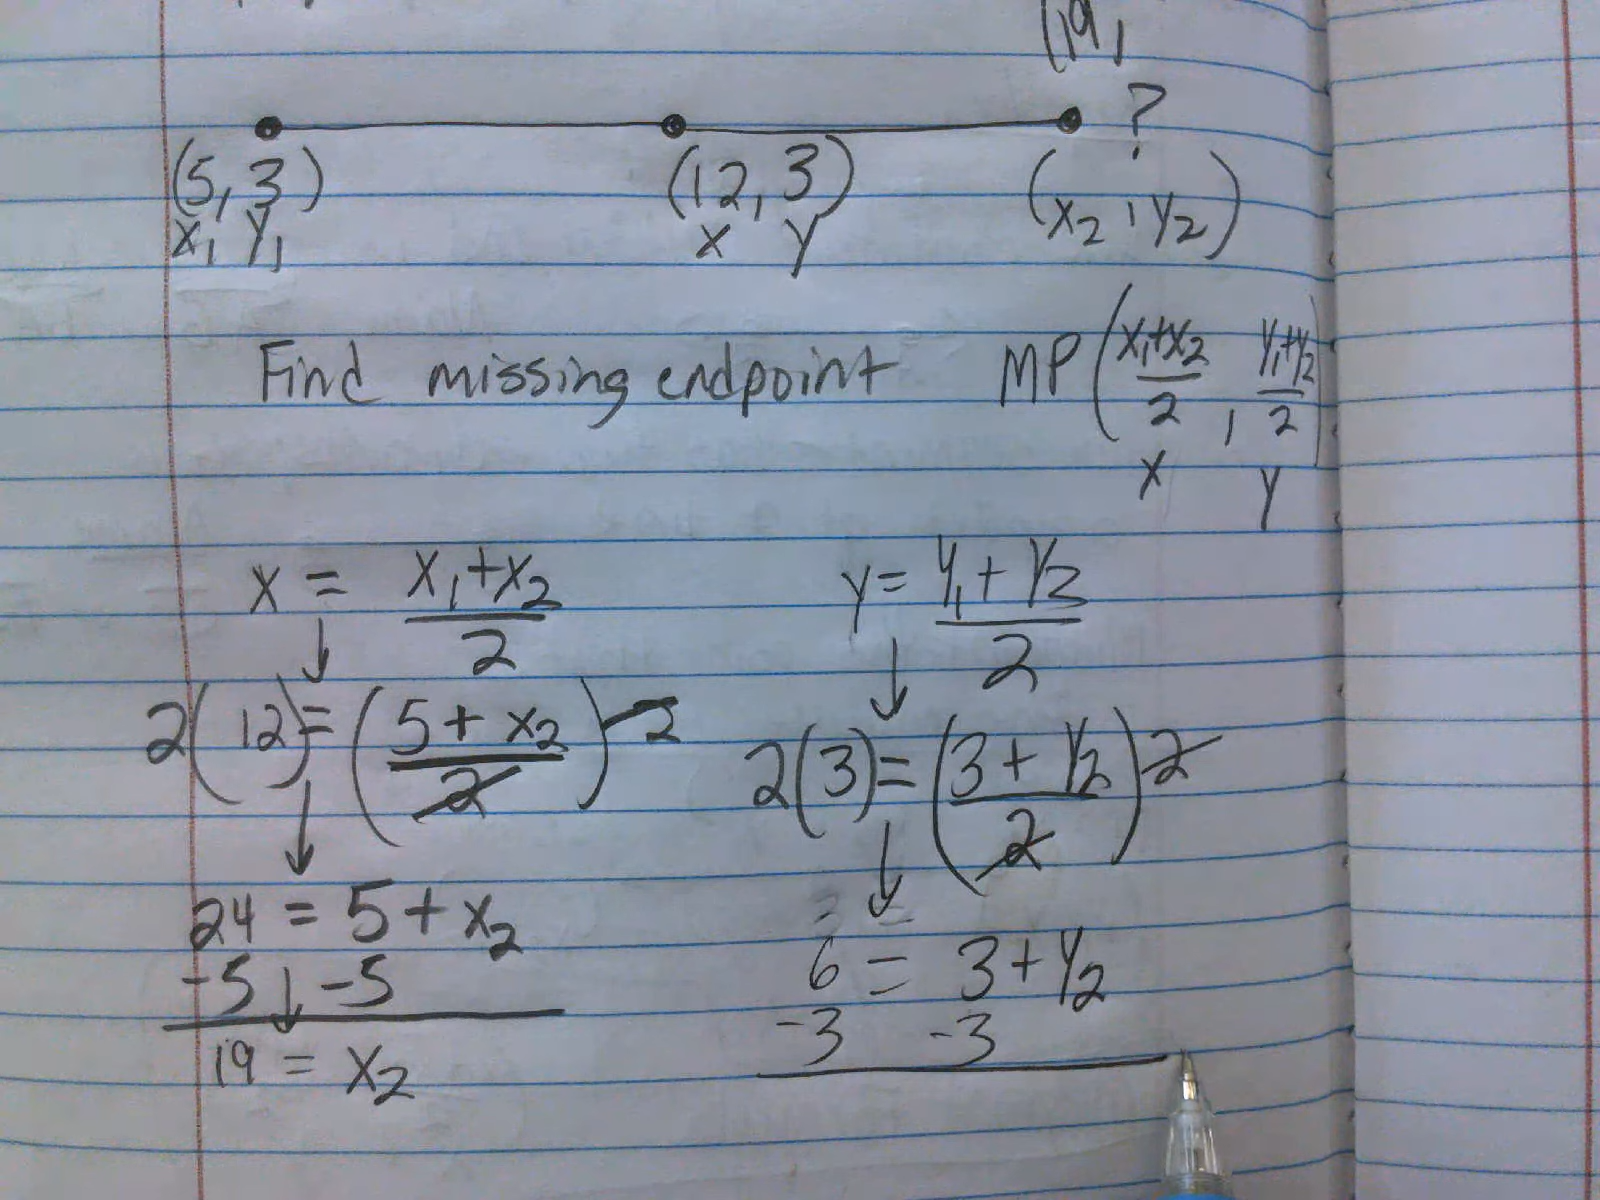 (19,
?
(5, 3) (12, 3) (x₂, y₂)
x₁ y₁ x y
Find missing endpoint MP (x₁+x₂/2, y₁+y₂/2)
x y
x = x₁+x₂/2 y = y₁+y₂/2
2(12) = (5+x₂/2)2 2(3) = (3+y₂/2)2
24 = 5+x₂ 6 = 3+y₂
-5 -5 -3 -3
19 = x₂